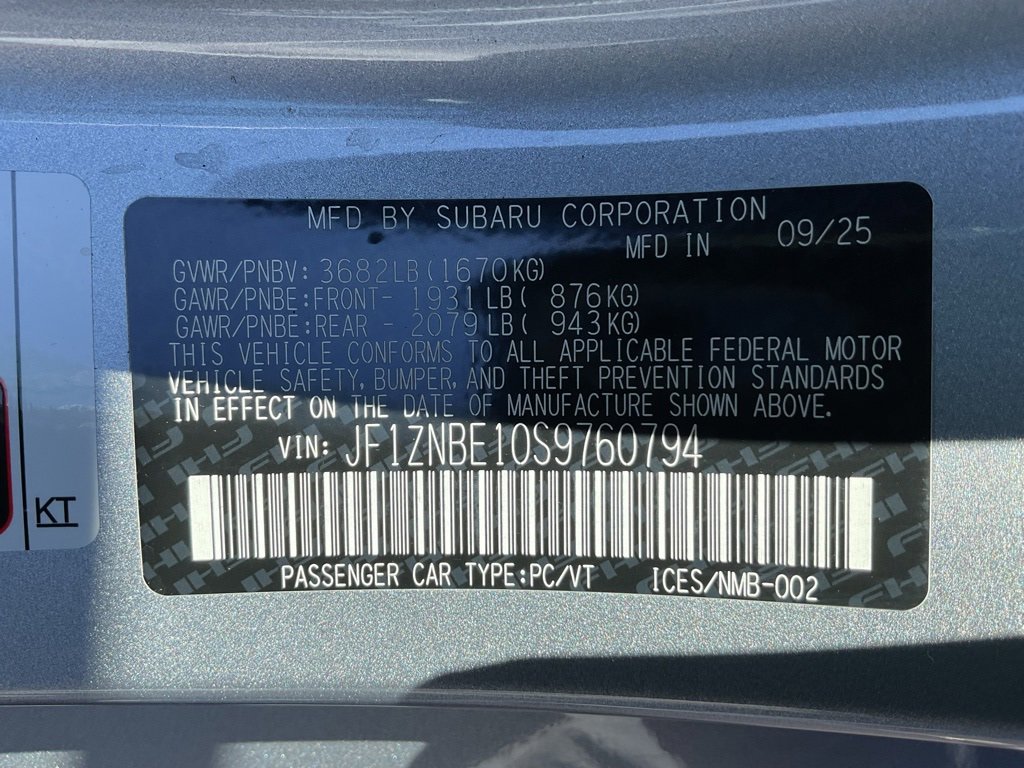 MFD BY SUBARU CORPORATION
MFD IN 09/25
GVWR/PNBV: 3682LB(1670KG)
GAWR/PNBE:FRONT- 1931LB( 876KG)
GAWR/PNBE:REAR - 2079LB( 943KG)
THIS VEHICLE CONFORMS TO ALL APPLICABLE FEDERAL MOTOR
VEHICLE SAFETY, BUMPER, AND THEFT PREVENTION STANDARDS
IN EFFECT ON THE DATE OF MANUFACTURE SHOWN ABOVE.
VIN: JF1ZNBE10S9760794
PASSENGER CAR TYPE:PC/VT ICES/NMB-002
KT
FHI